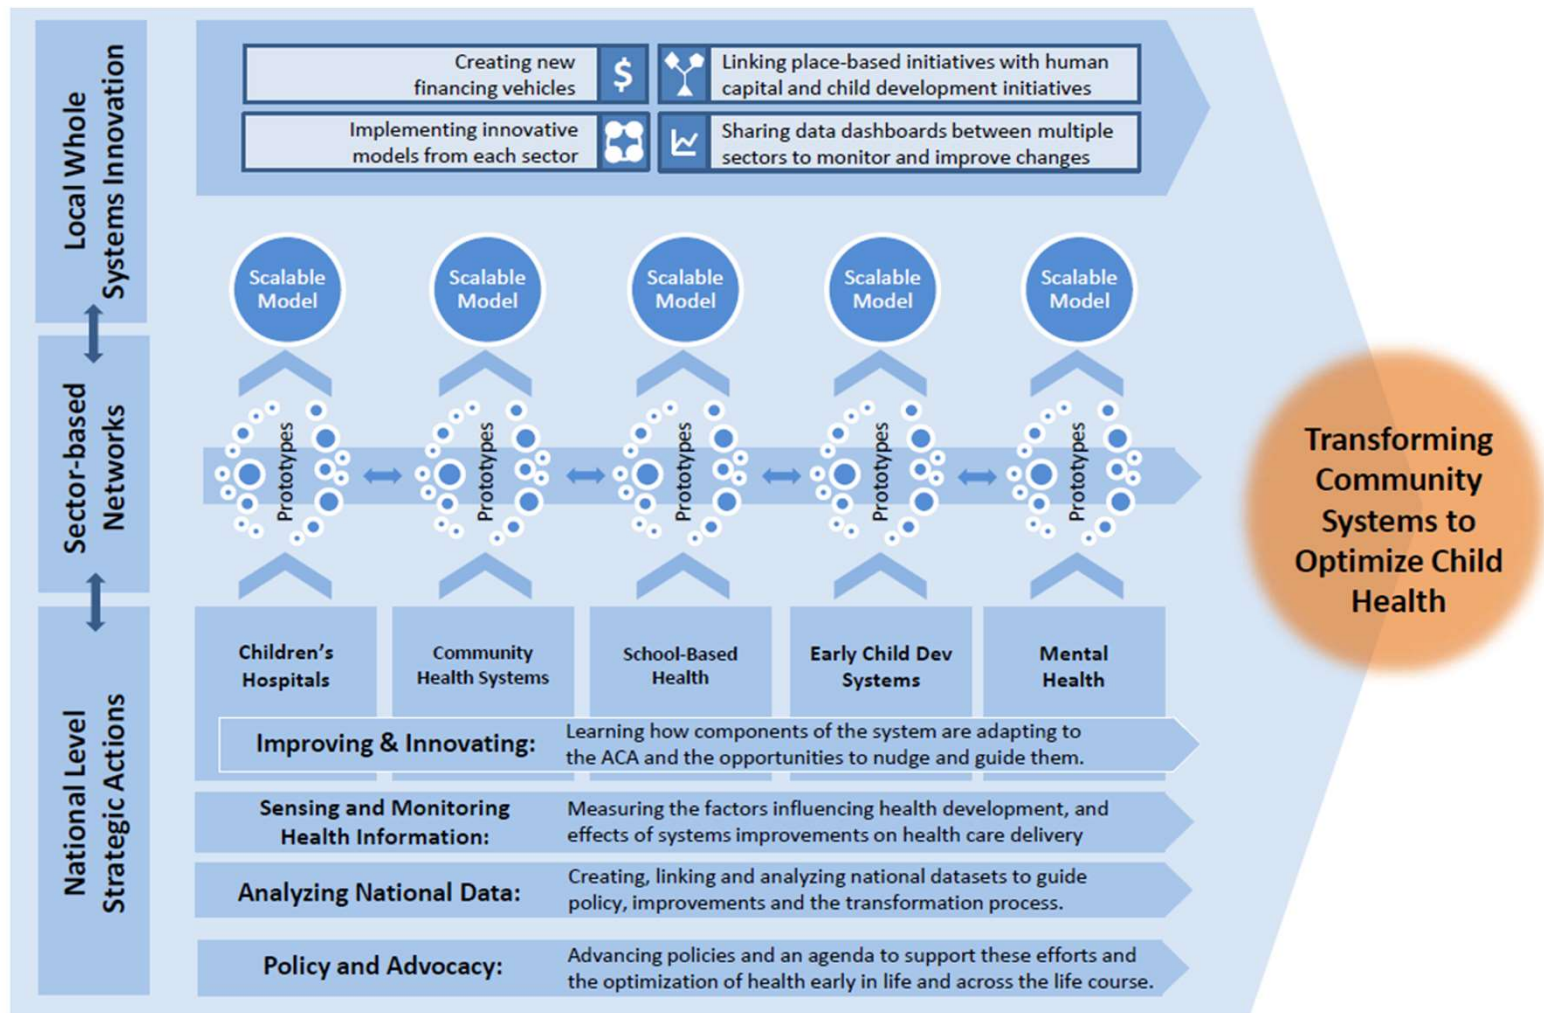 Local Whole
Systems Innovation
Creating new
financing vehicles
$
Linking place-based initiatives with human
capital and child development initiatives
Implementing innovative
models from each sector
Sharing data dashboards between multiple
sectors to monitor and improve changes
Scalable
Model
Scalable
Model
Scalable
Model
Scalable
Model
Scalable
Model
Sector-based
Networks
Prototypes
Prototypes
Prototypes
Prototypes
Prototypes
Transforming
Community
Systems to
Optimize Child
Health
National Level
Strategic Actions
Children's
Hospitals
Community
Health Systems
School-Based
Health
Early Child Dev
Systems
Mental
Health
Improving & Innovating:
Learning how components of the system are adapting to
the ACA and the opportunities to nudge and guide them.
Sensing and Monitoring
Health Information:
Measuring the factors influencing health development, and
effects of systems improvements on health care delivery
Analyzing National Data:
Creating, linking and analyzing national datasets to guide
policy, improvements and the transformation process.
Policy and Advocacy:
Advancing policies and an agenda to support these efforts and
the optimization of health early in life and across the life course.